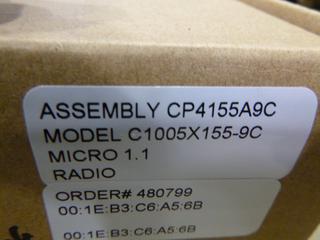 ASSEMBLY CP4155A9C
MODEL C1005X155-9C
MICRO 1.1
RADIO
ORDER# 480799
00:1E:B3:C6:A5:6B
00:1E:B3:C6:A5:6B